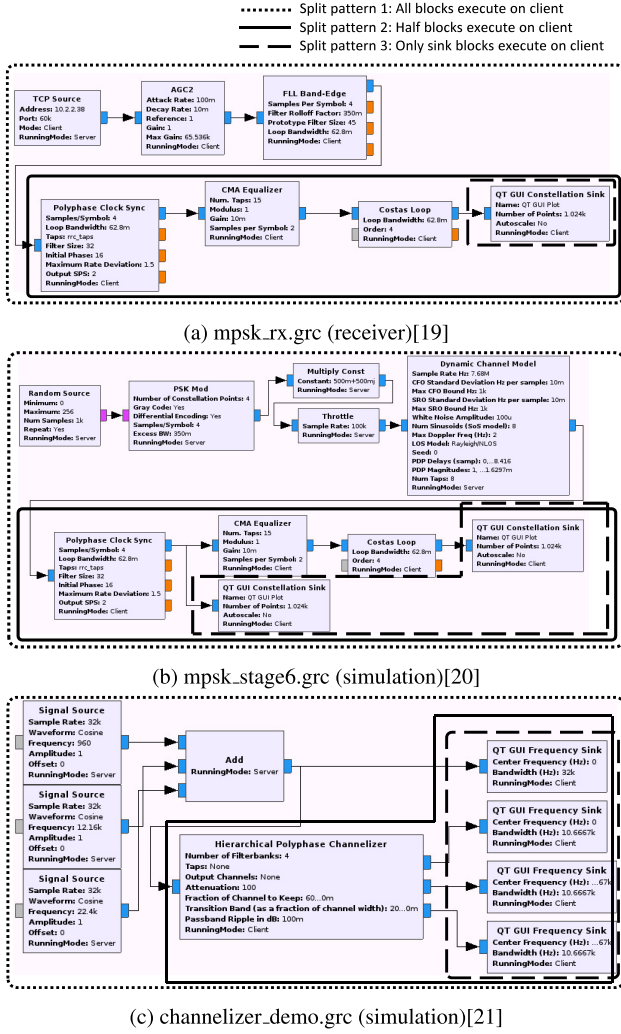 Split pattern 1: All blocks execute on client
Split pattern 2: Half blocks execute on client
Split pattern 3: Only sink blocks execute on client
TCP Source
Address: 10.2.2.38
Port: 60k
Mode: Client
RunningMode: Server
AGC2
Attack Rate: 100m
Decay Rate: 10m
Reference: 1
Gain: 1
Max Gain: 65.536k
RunningMode: Client
FLL Band-Edge
Samples Per Symbol: 4
Filter Rolloff Factor: 350m
Prototype Filter Size: 45
Loop Bandwidth: 62.8m
RunningMode: Client
Polyphase Clock Sync
Samples/Symbol: 4
Loop Bandwidth: 62.8m
Taps: rrc_taps
Filter Size: 32
Initial Phase: 16
Maximum Rate Deviation: 1.5
Output SPS: 2
RunningMode: Client
CMA Equalizer
Num. Taps: 15
Modulus: 1
Gain: 10m
Samples per Symbol: 2
RunningMode: Client
Costas Loop
Loop Bandwidth: 62.8m
Order: 4
RunningMode: Client
QT GUI Constellation Sink
Name: QT GUI Plot
Number of Points: 1.024k
Autoscale: No
RunningMode: Client
(a) mpsk_rx.grc (receiver)[19]
Random Source
Minimum: 0
Maximum: 256
Num Samples: 1k
Repeat: Yes
RunningMode: Server
PSK Mod
Number of Constellation Points: 4
Gray Code: Yes
Differential Encoding: Yes
Samples/Symbol: 4
Excess BW: 350m
RunningMode: Server
Multiply Const
Constant: 500m+500mj
RunningMode: Server
Throttle
Sample Rate: 100k
RunningMode: Server
Dynamic Channel Model
Sample Rate Hz: 7.68M
CFO Standard Deviation Hz per sample: 10m
Max CFO Bound Hz: 1k
SRO Standard Deviation Hz per sample: 10m
Max SRO Bound Hz: 1k
White Noise Amplitude: 100u
Num Sinusoids (SoS model): 8
Max Doppler Freq (Hz): 2
LOS Model: Rayleigh/NLOS
Seed: 0
PDP Delays (samp): 0,...8.416
PDP Magnitudes: 1, ...1.6297m
Num Taps: 8
RunningMode: Server
Polyphase Clock Sync
Samples/Symbol: 4
Loop Bandwidth: 62.8m
Taps: rrc_taps
Filter Size: 32
Initial Phase: 16
Maximum Rate Deviation: 1.5
Output SPS: 2
RunningMode: Client
CMA Equalizer
Num. Taps: 15
Modulus: 1
Gain: 10m
Samples per Symbol: 2
RunningMode: Client
Costas Loop
Loop Bandwidth: 62.8m
Order: 4
RunningMode: Client
QT GUI Constellation Sink
Name: QT GUI Plot
Number of Points: 1.024k
Autoscale: No
RunningMode: Client
QT GUI Constellation Sink
Name: QT GUI Plot
Number of Points: 1.024k
Autoscale: No
RunningMode: Client
(b) mpsk_stage6.grc (simulation)[20]
Signal Source
Sample Rate: 32k
Waveform: Cosine
Frequency: 960
Amplitude: 1
Offset: 0
RunningMode: Server
Signal Source
Sample Rate: 32k
Waveform: Cosine
Frequency: 12.16k
Amplitude: 1
Offset: 0
RunningMode: Server
Signal Source
Sample Rate: 32k
Waveform: Cosine
Frequency: 22.4k
Amplitude: 1
Offset: 0
RunningMode: Server
Add
RunningMode: Server
Hierarchical Polyphase Channelizer
Number of Filterbanks: 4
Taps: None
Output Channels: None
Attenuation: 100
Fraction of Channel to Keep: 60...0m
Transition Band (as a fraction of channel width): 20...0m
Passband Ripple in dB: 100m
RunningMode: Client
QT GUI Frequency Sink
Center Frequency (Hz): 0
Bandwidth (Hz): 32k
RunningMode: Client
QT GUI Frequency Sink
Center Frequency (Hz): 0
Bandwidth (Hz): 10.6667k
RunningMode: Client
QT GUI Frequency Sink
Center Frequency (Hz): ...67k
Bandwidth (Hz): 10.6667k
RunningMode: Client
QT GUI Frequency Sink
Center Frequency (Hz): ...67k
Bandwidth (Hz): 10.6667k
RunningMode: Client
(c) channelizer_demo.grc (simulation)[21]